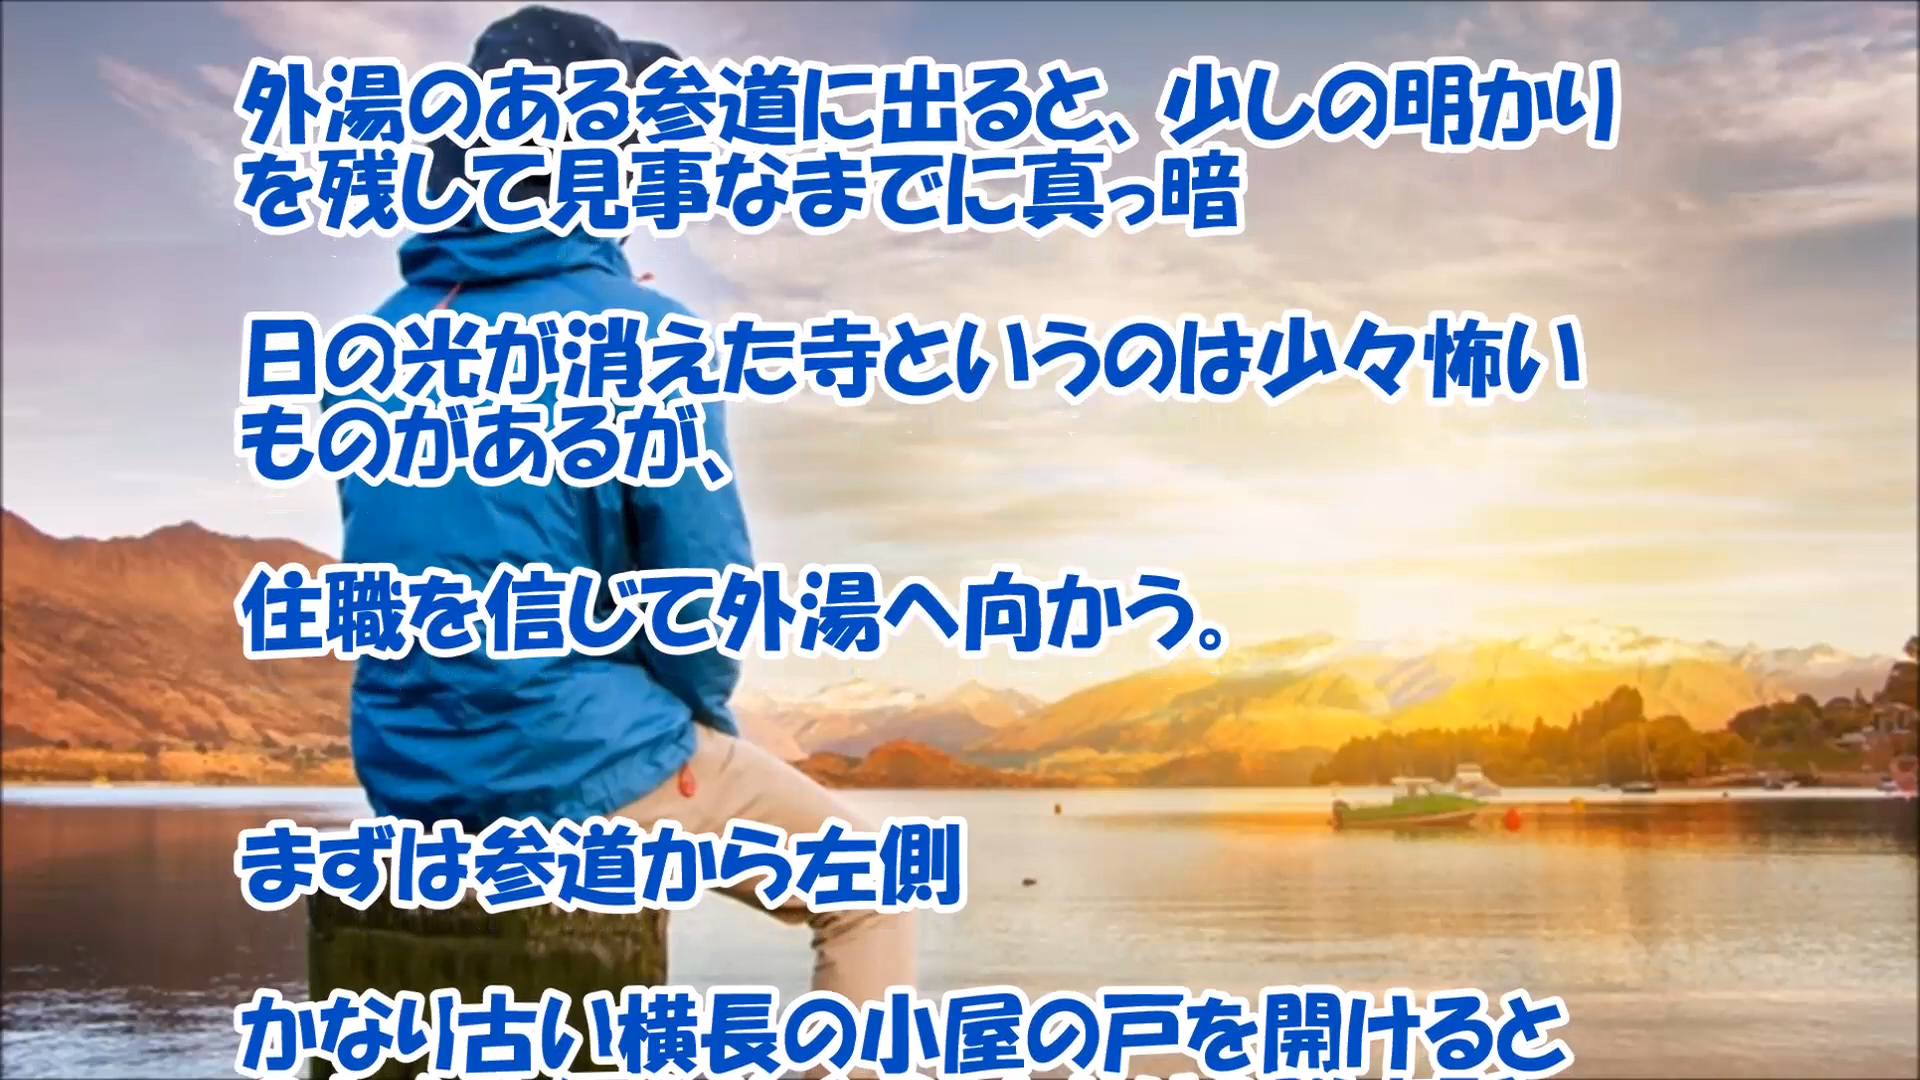 外湯のある参道に出ると、少しの明かり
を残して見事なまでに真っ暗
日の光が消えた寺というのは少々怖い
ものがあるが、
住職を信じて外湯へ向かう。
まずは参道から左側
かなり古い横長の小屋の戸を開けると